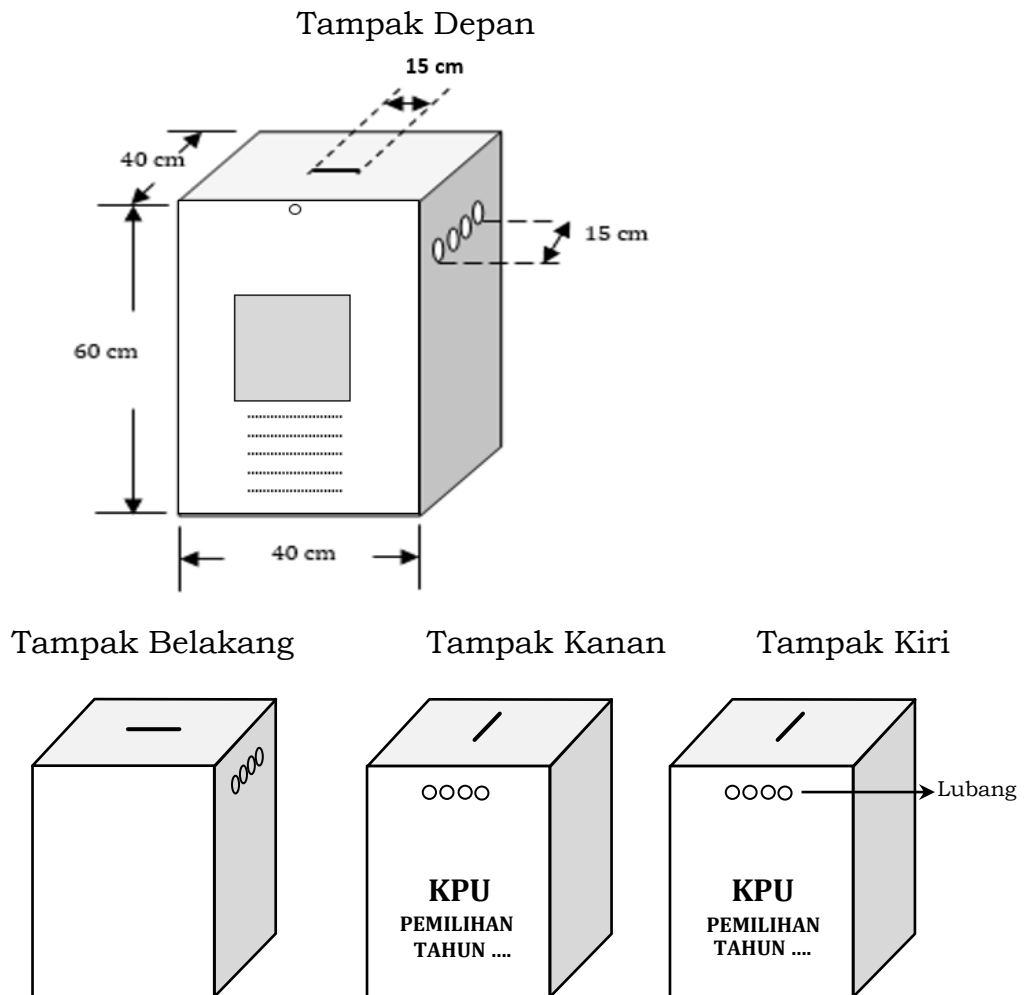 Tampak Depan
15 cm
40 cm
15 cm
60 cm
40 cm
Tampak Belakang
Tampak Kanan
Tampak Kiri
Lubang
KPU
PEMILIHAN
TAHUN ....
KPU
PEMILIHAN
TAHUN ....